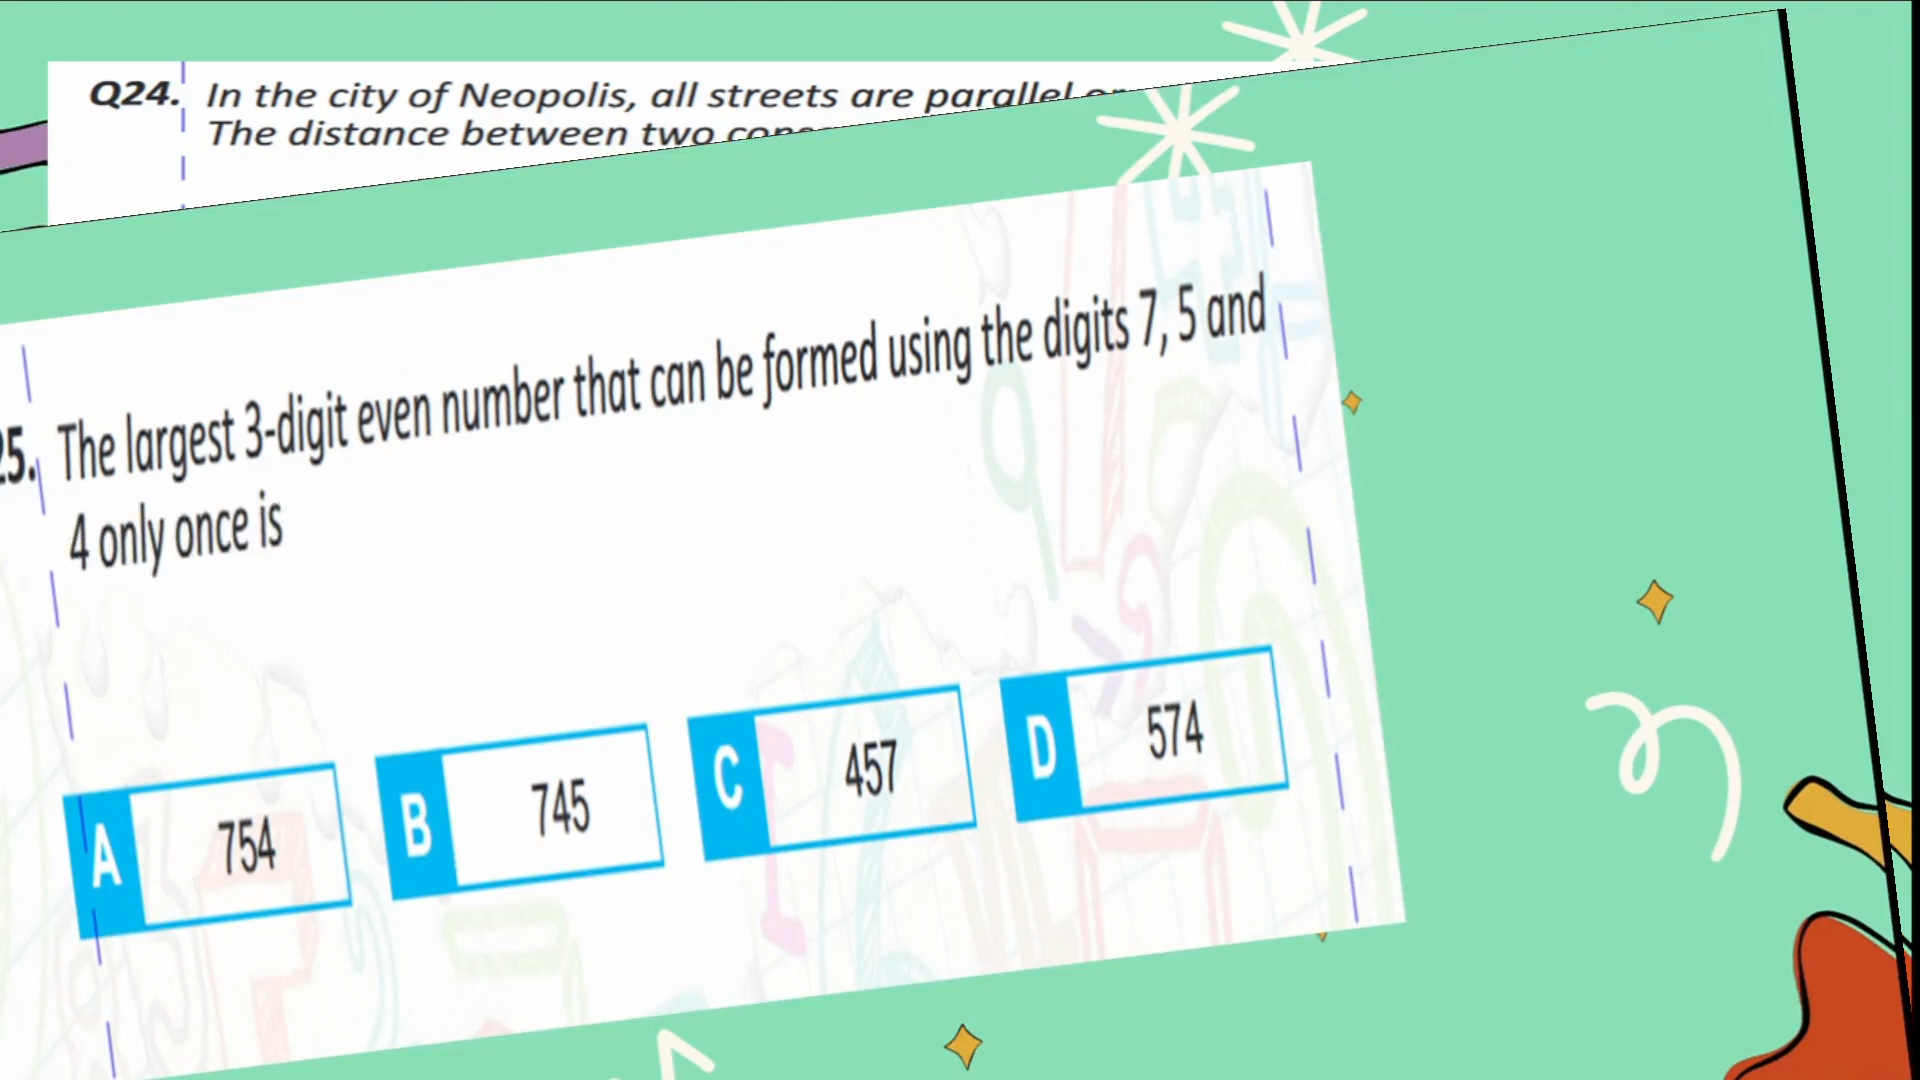 Q24. In the city of Neopolis, all streets are parallel or
The distance between two
25. The largest 3-digit even number that can be formed using the digits 7, 5 and
4 only once is
A 754 B 745 C 457 D 574